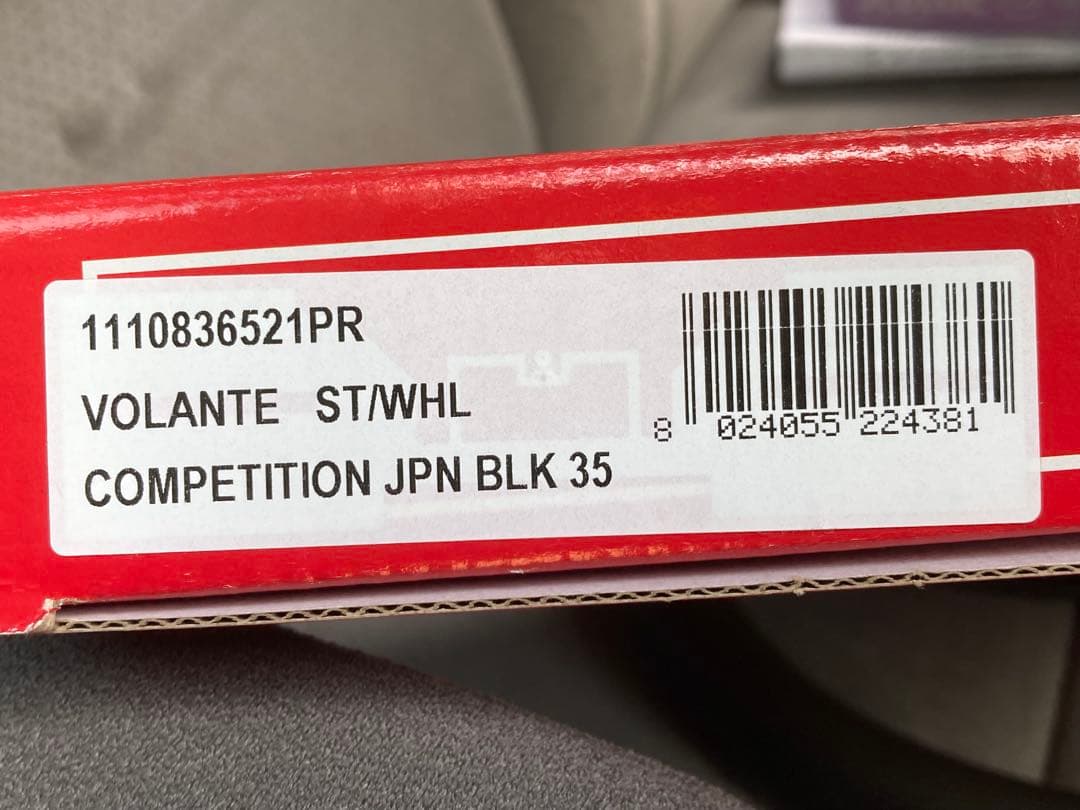 1110836521PR
VOLANTE ST/WHL
COMPETITION JPN BLK 35
8 024055 224381